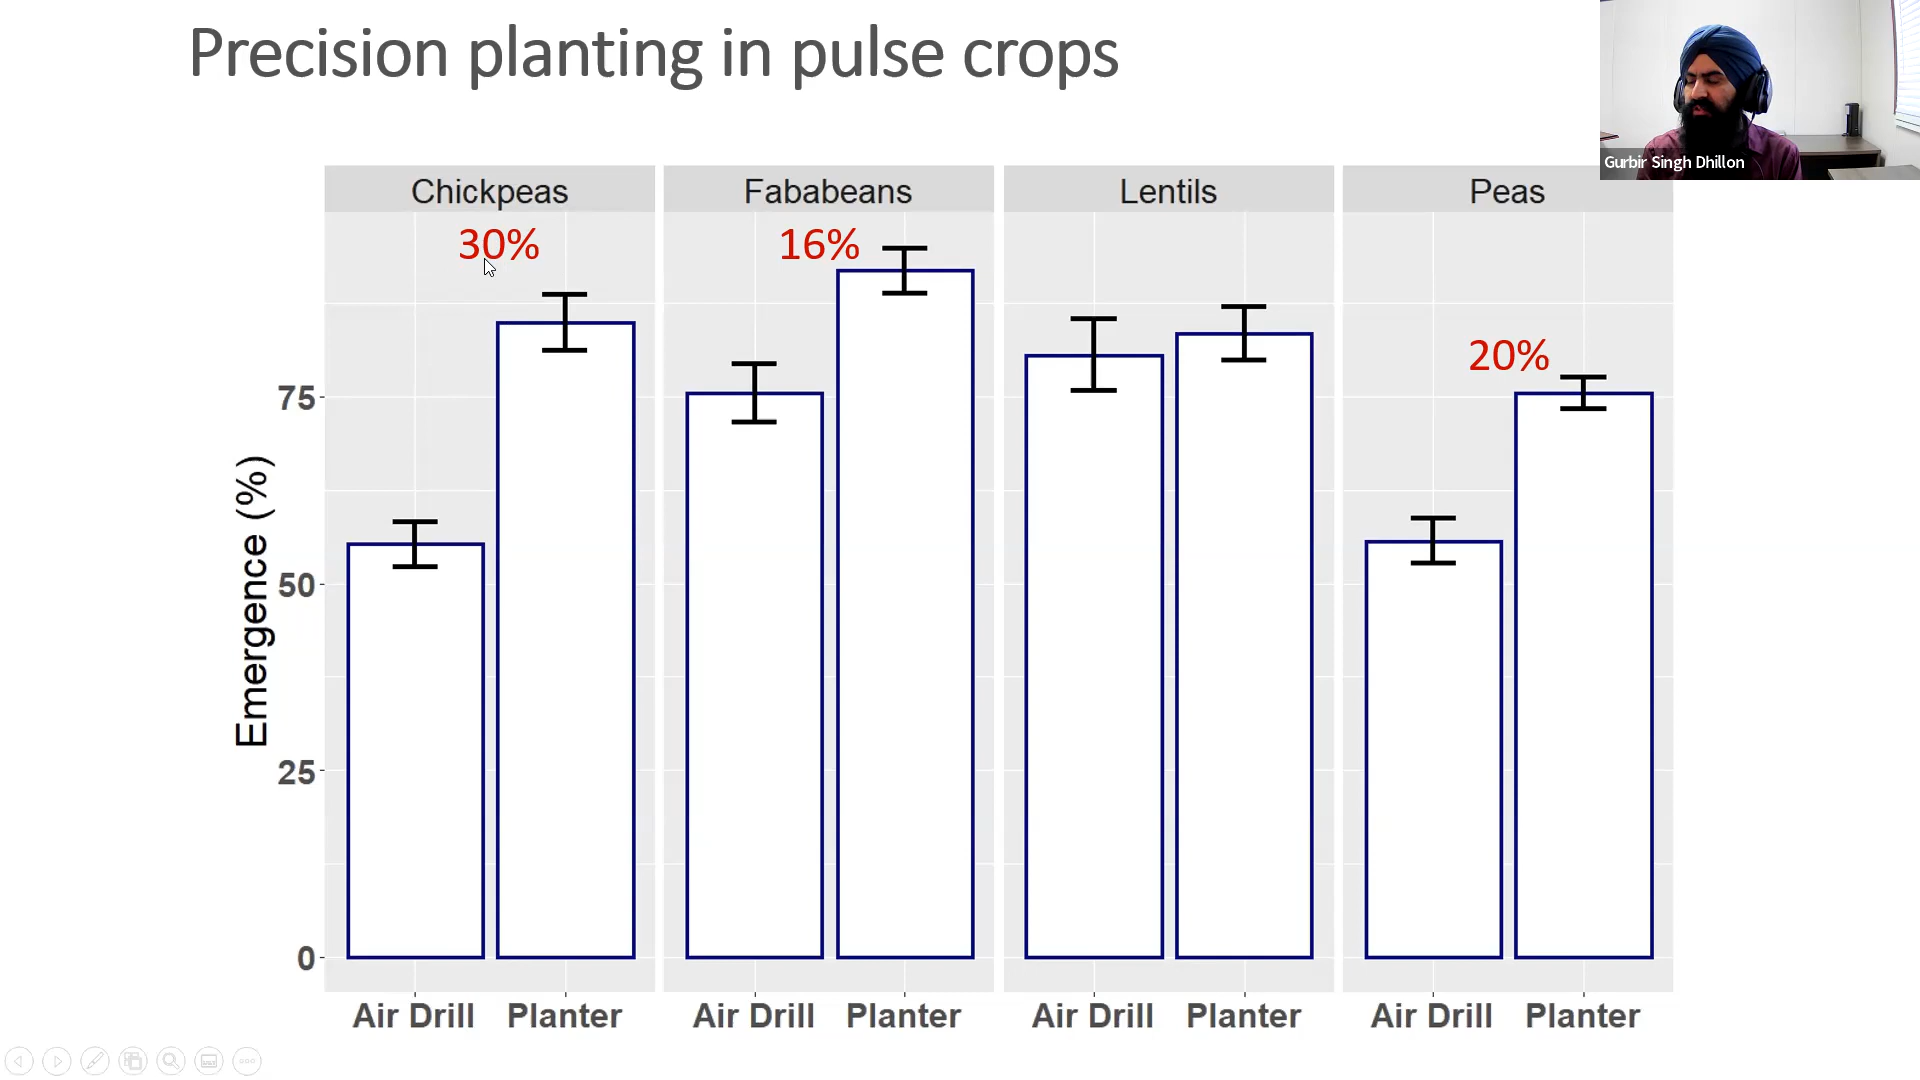 Precision planting in pulse crops
Gurbir Singh Dhillon
Chickpeas Fababeans Lentils Peas
30% 16%
20%
Emergence (%)
75
50
25
0
Air Drill Planter Air Drill Planter Air Drill Planter Air Drill Planter